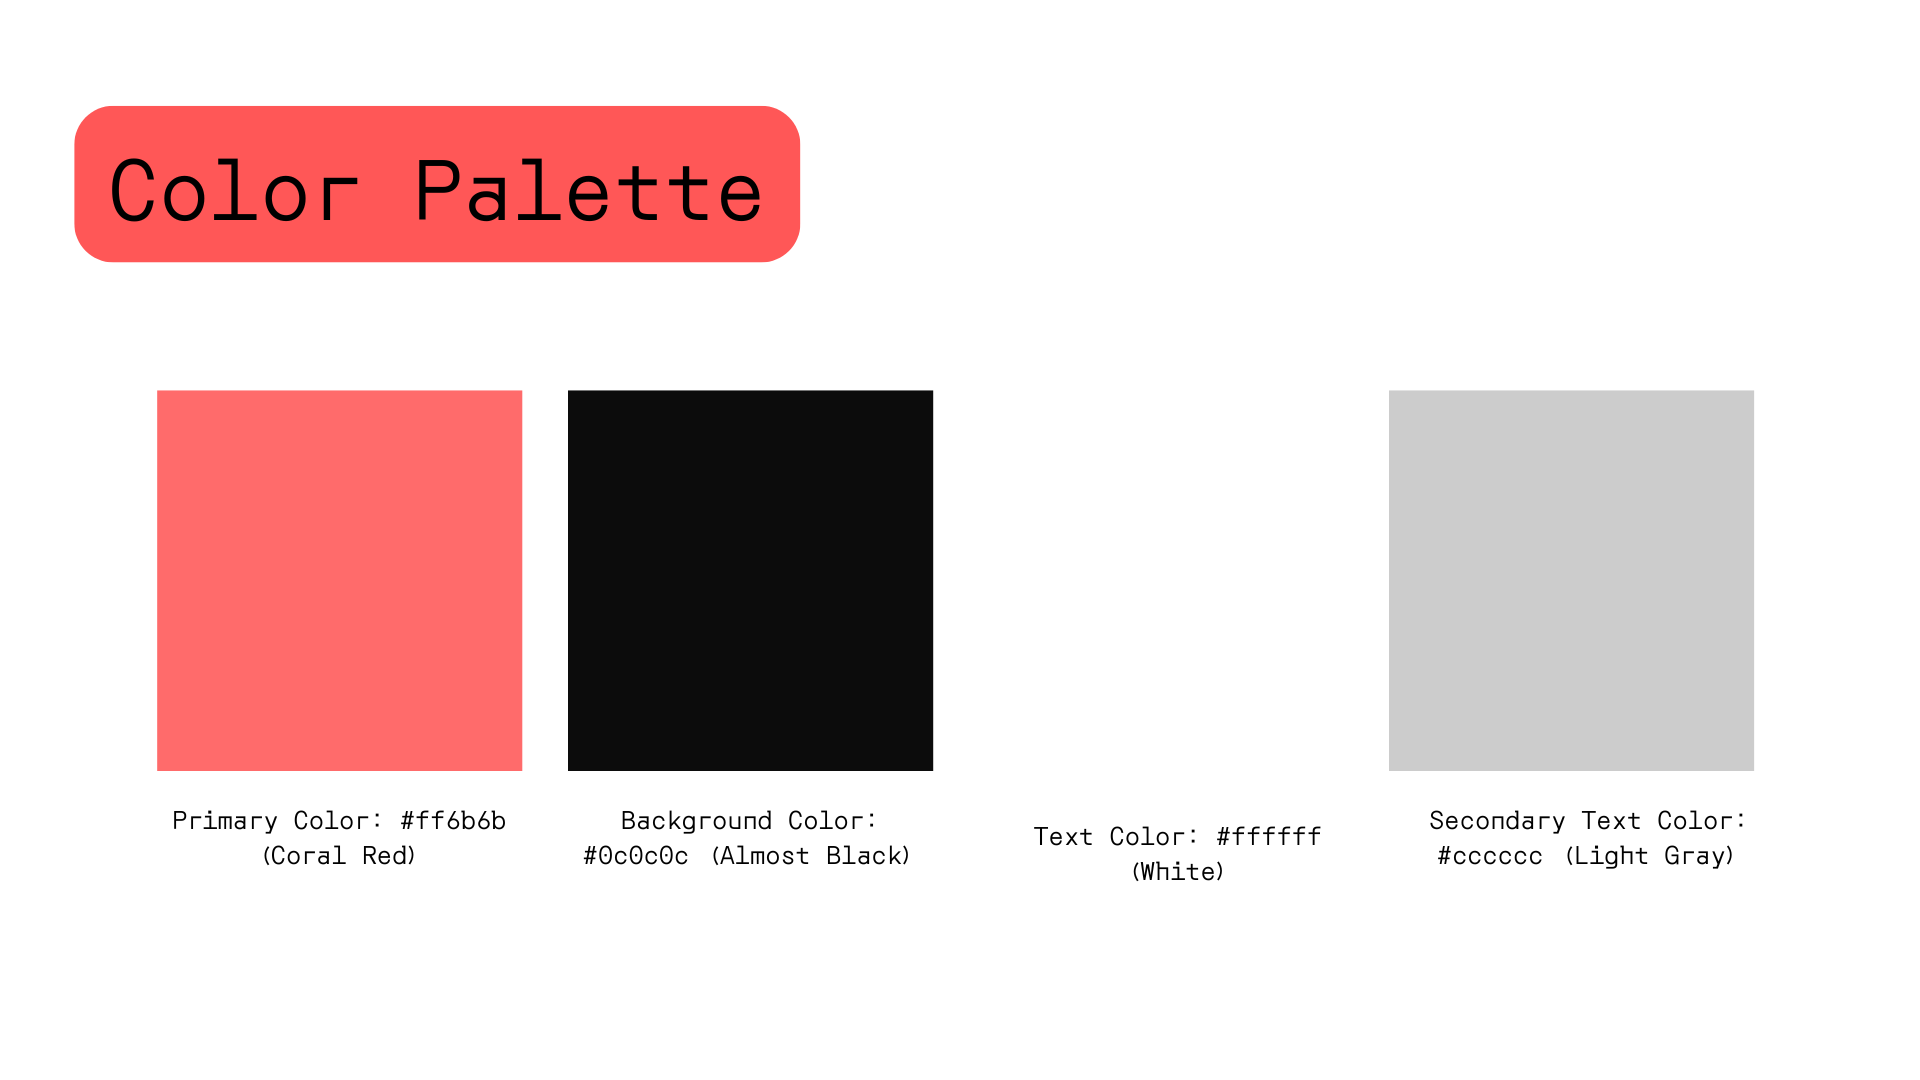 Color Palette
Primary Color: #ff6b6b
(Coral Red)
Background Color:
#0c0c0c (Almost Black)
Text Color: #ffffff
(White)
Secondary Text Color:
#cccccc (Light Gray)